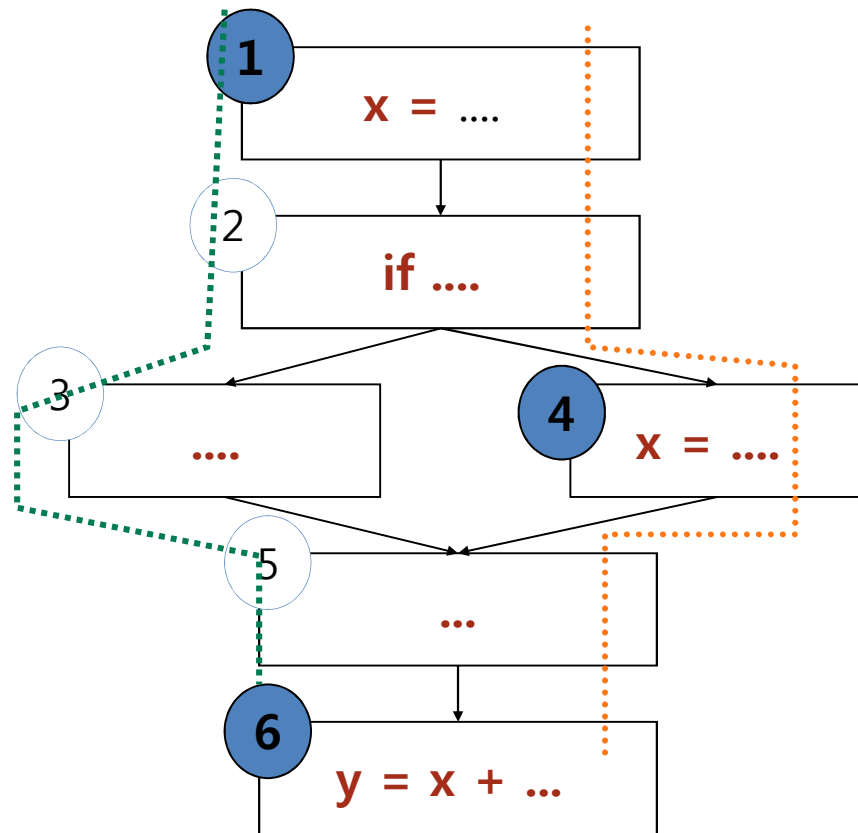 1
x = ....
2
if ....
3
....
4
x = ....
5
...
6
y = x + ...